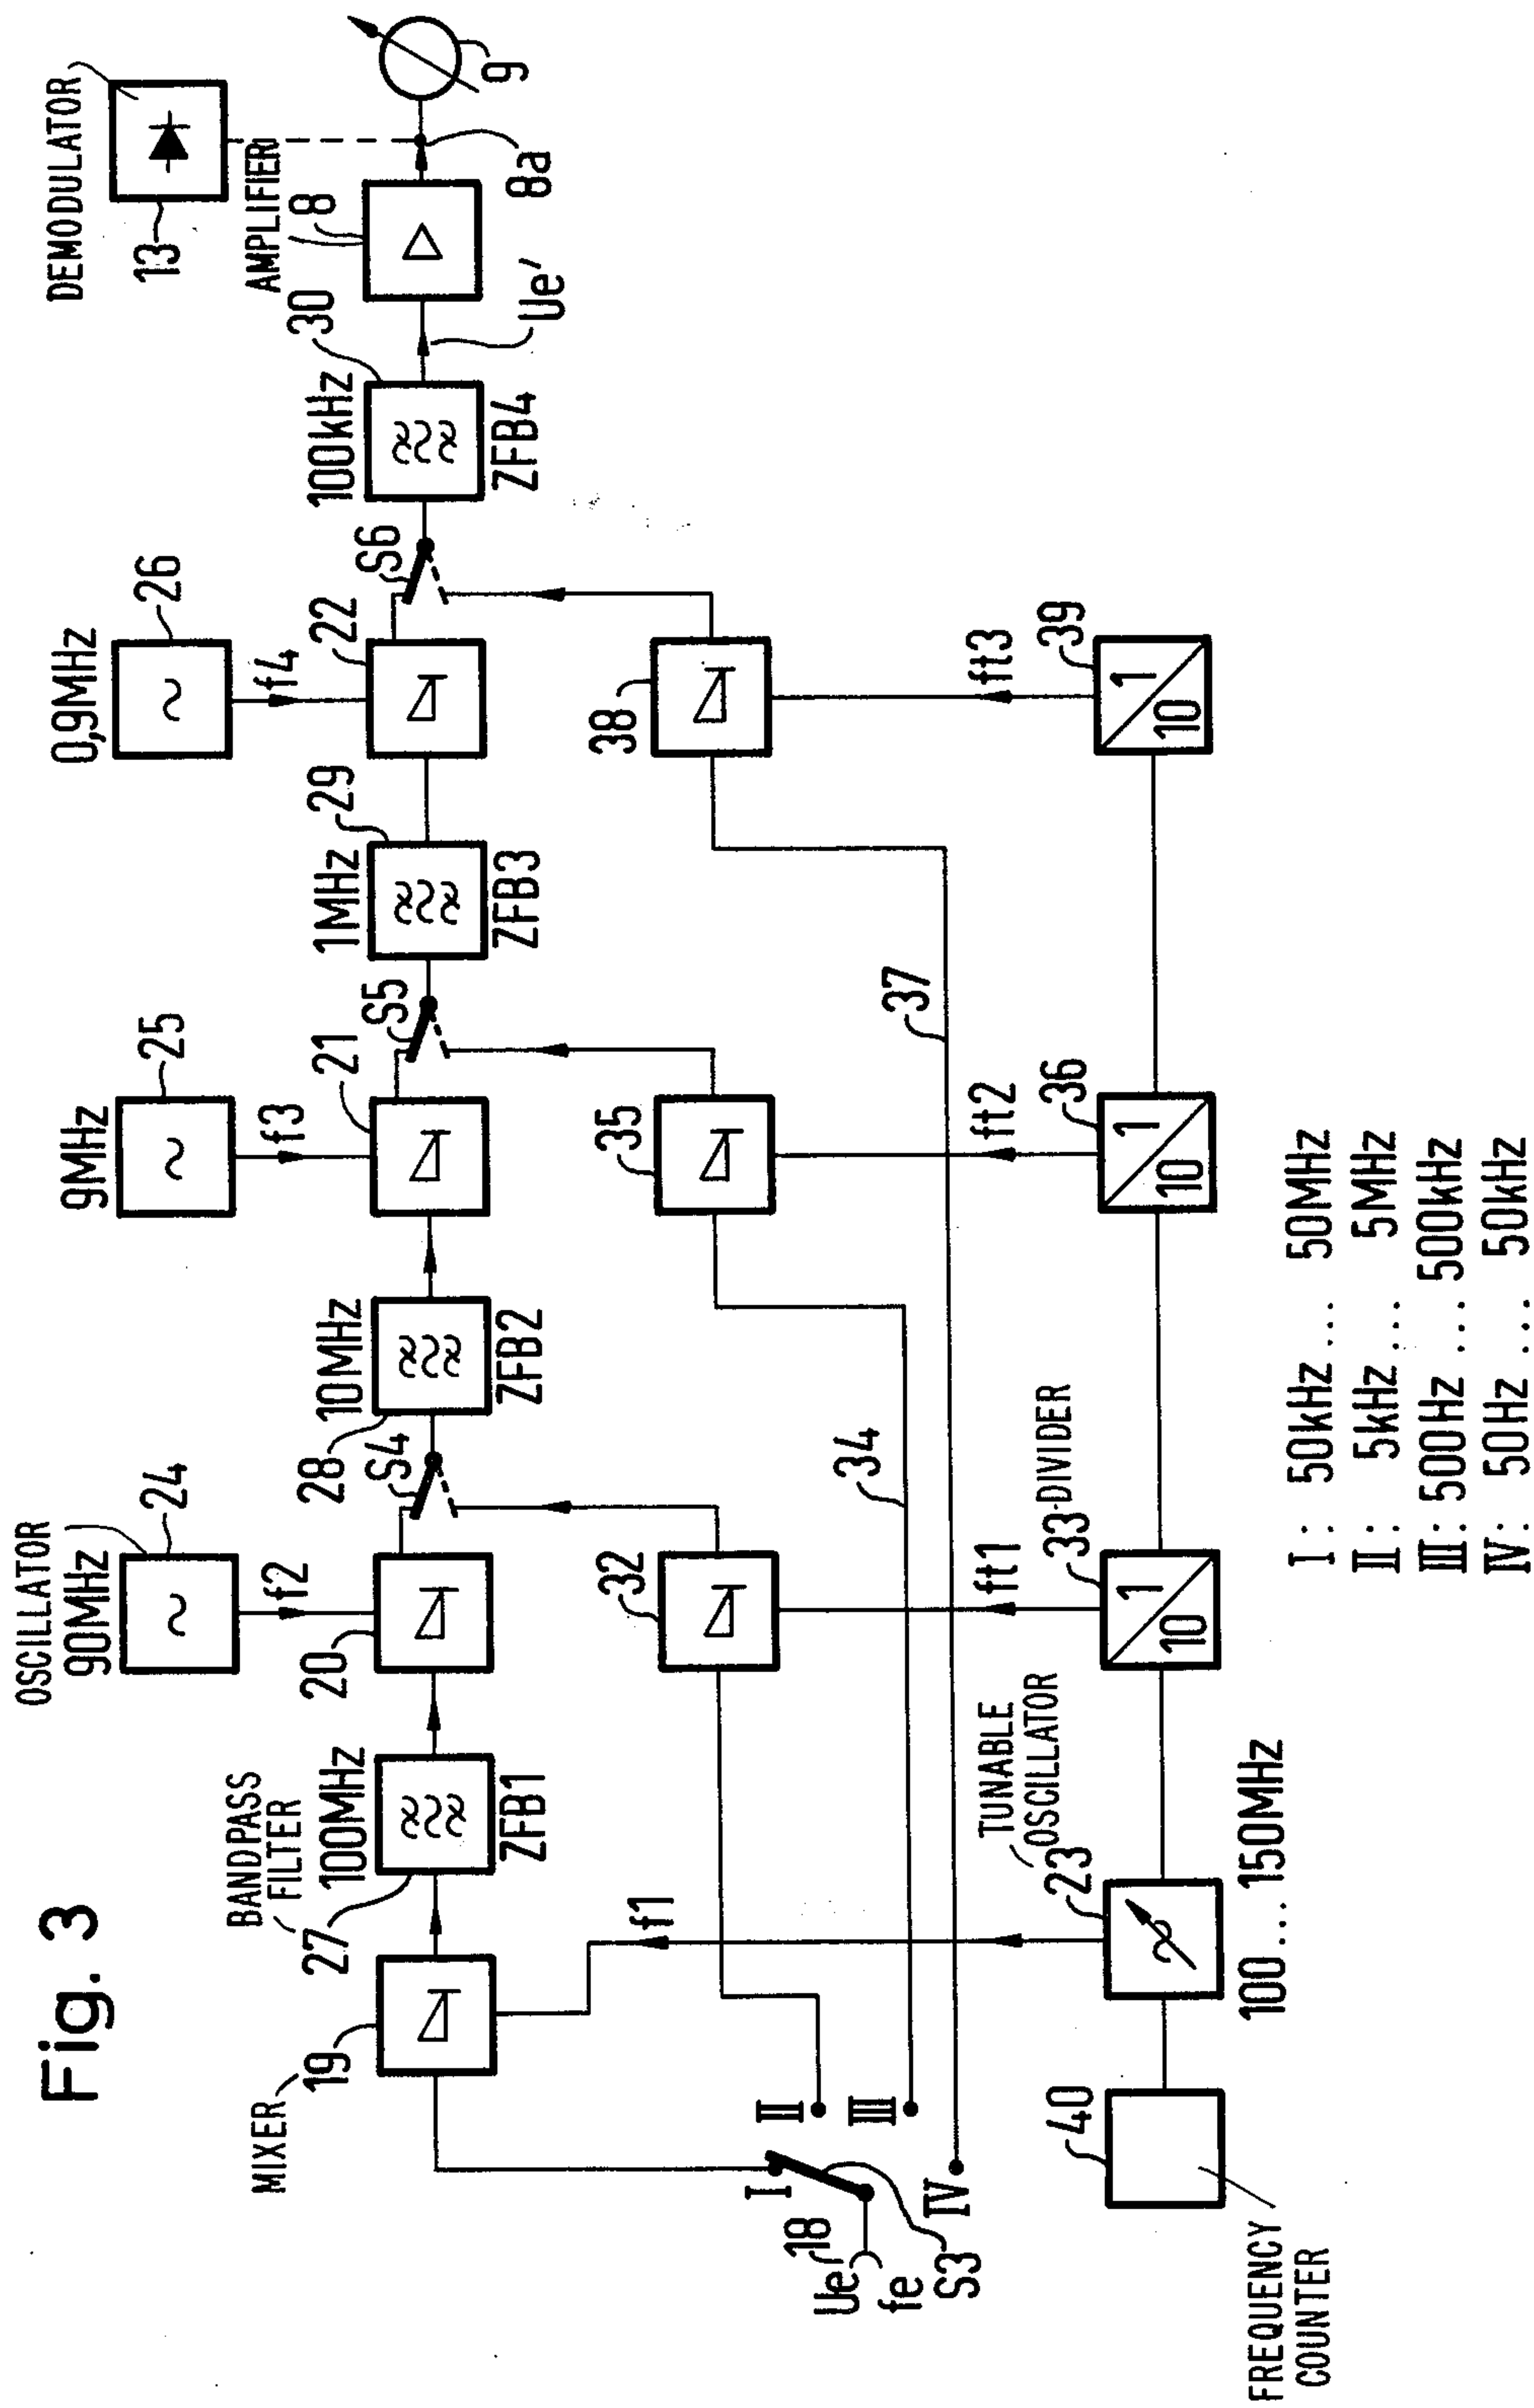 Fig. 3
OSCILLATOR
90MHz
24
f2
9MHz
25
f3
0,9MHz
26
f4
DEMODULATOR
13
MIXER
19
BANDPASS
FILTER
27
100MHz
ZFB1
20
S4
28
10MHz
ZFB2
21
S5
1MHz
29
ZFB3
22
S6
100kHz
30
ZFB4
Ue'
AMPLIFIER
8
8a
9
f1
32
34
35
37
38
Ue
18
fe
S3
I
II
III
IV
40
FREQUENCY
COUNTER
TUNABLE
OSCILLATOR
23
100...150MHz
ft1
33-DIVIDER
1
10
ft2
36
1
10
ft3
39
1
10
I : 50kHz... 50MHz
II : 5kHz ... 5MHz
III: 500Hz ... 500kHz
IV: 50Hz ... 50kHz